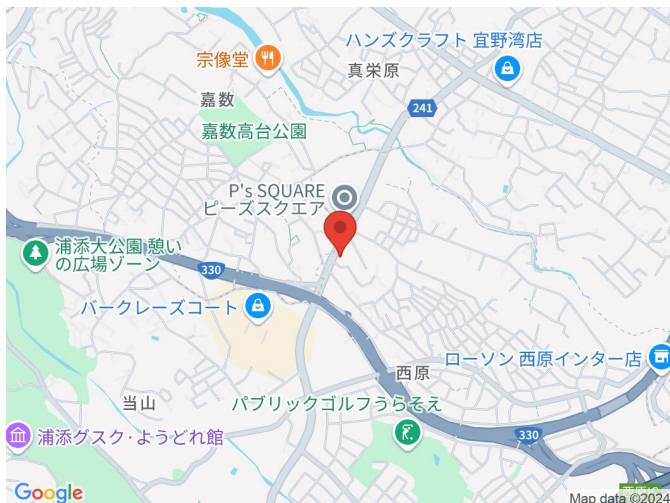 ハンズクラフト 宜野湾店
宗像堂
真栄原
嘉数
241
嘉数高台公園
P's SQUARE
ピーズスクエア
浦添大公園 憩い
の広場ゾーン
330
バークレーズコート
ローソン 西原インター店
西原
当山
パブリックゴルフうらそえ
浦添グスク･ようどれ館
330
Google
Map data ©2024